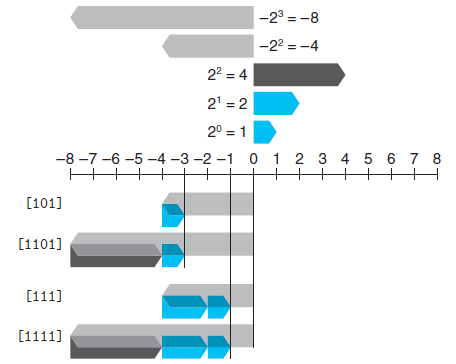 −2³ = −8
−2² = −4
2² = 4
2¹ = 2
2⁰ = 1
−8 −7 −6 −5 −4 −3 −2 −1 0 1 2 3 4 5 6 7 8
[101]
[1101]
[111]
[1111]